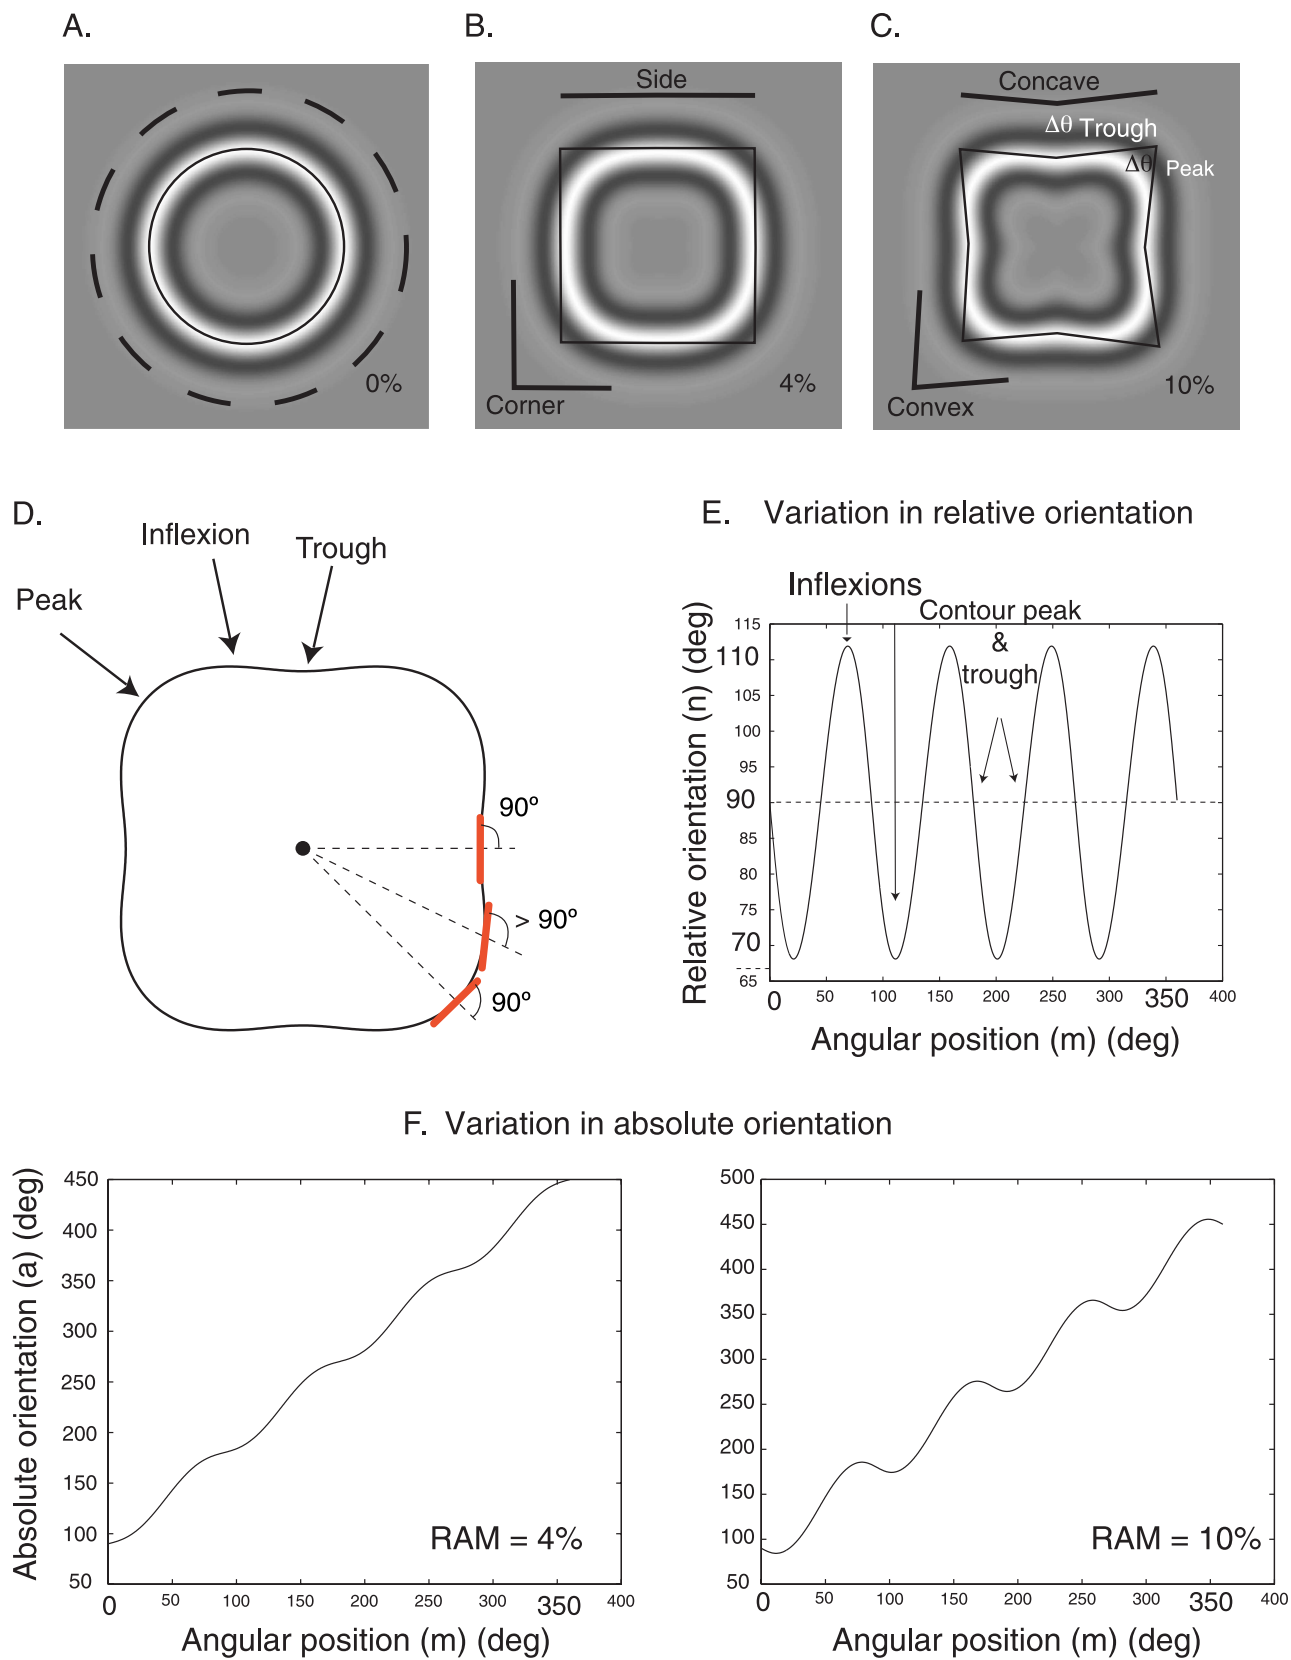 A.
B.
C.
Side
Concave
Δθ Trough
Δθ Peak
0%
4%
10%
Corner
Convex
D.
Inflexion
Trough
Peak
90º
> 90º
90º
E. Variation in relative orientation
Inflexions
Contour peak
&
trough
Relative orientation (n) (deg)
115
110
105
100
95
90
85
80
75
70
65
0 50 100 150 200 250 300 350 400
Angular position (m) (deg)
F. Variation in absolute orientation
Absolute orientation (a) (deg)
450
400
350
300
250
200
150
100
50
0 50 100 150 200 250 300 350 400
RAM = 4%
Angular position (m) (deg)
500
450
400
350
300
250
200
150
100
50
0 50 100 150 200 250 300 350 400
RAM = 10%
Angular position (m) (deg)